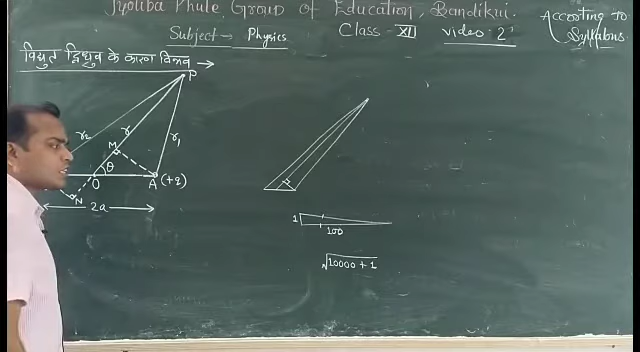 Jyotiba Phule Group of Education, Bandikui.
According to Syllabus
Subject - Physics Class - XII Video : 2
विद्युत द्विध्रुव के कारण विभव →
P
r₂ r r₁
M
θ
O A (+q)
N
2a
1
100
√10000 + 1